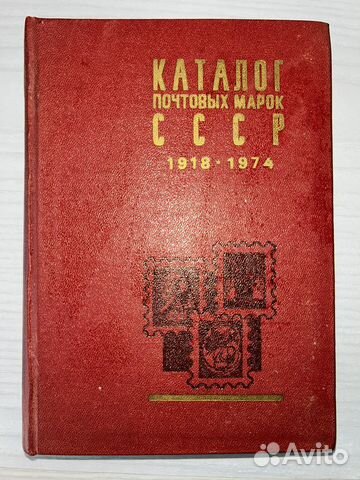 КАТАЛОГ
ПОЧТОВЫХ МАРОК
СССР
1918 · 1974
Avito